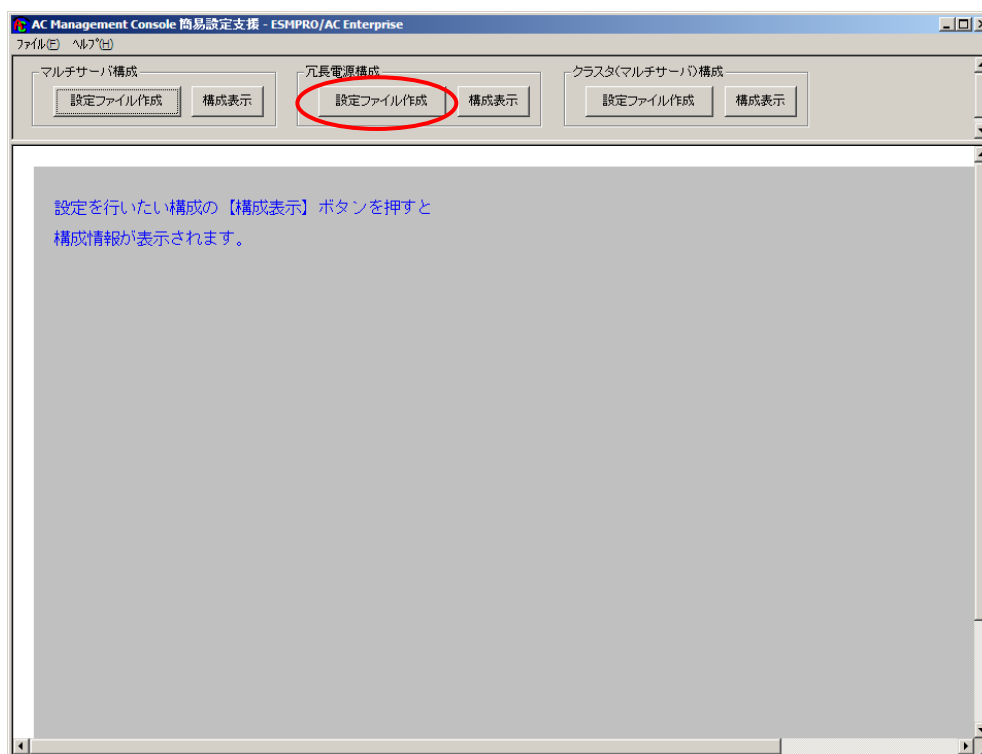 AC Management Console 簡易設定支援 - ESMPRO/AC Enterprise
ファイル(F) ヘルプ(H)
マルチサーバ構成 冗長電源構成 クラスタ(マルチサーバ)構成
設定ファイル作成 構成表示 設定ファイル作成 構成表示 設定ファイル作成 構成表示
設定を行いたい構成の【構成表示】ボタンを押すと
構成情報が表示されます。